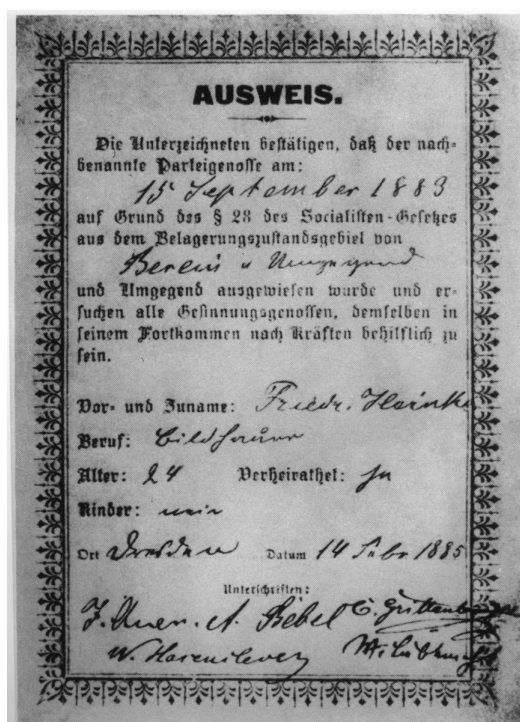 AUSWEIS.
Die Unterzeichneten bestätigen, daß der nach-
benannte Parteigenosse am:
15 September 1883
auf Grund des § 28 des Socialisten-Gesetzes
aus dem Belagerungszustandsgebiet von
Berlin u Umgegend
und Umgegend ausgewiesen wurde und er-
suchen alle Gesinnungsgenossen, demselben in
seinem Fortkommen nach Kräften behilflich zu
sein.
Vor- und Zuname: Friedr. Heinke
Beruf: Bildhauer
Alter: 24 Verheirathet: ja
Kinder: nein
Ort Dresden Datum 14 Febr 1885
Unterschriften:
I. Auer. A. Bebel C. Grillenberger
W. Hasenclever W. Liebknecht